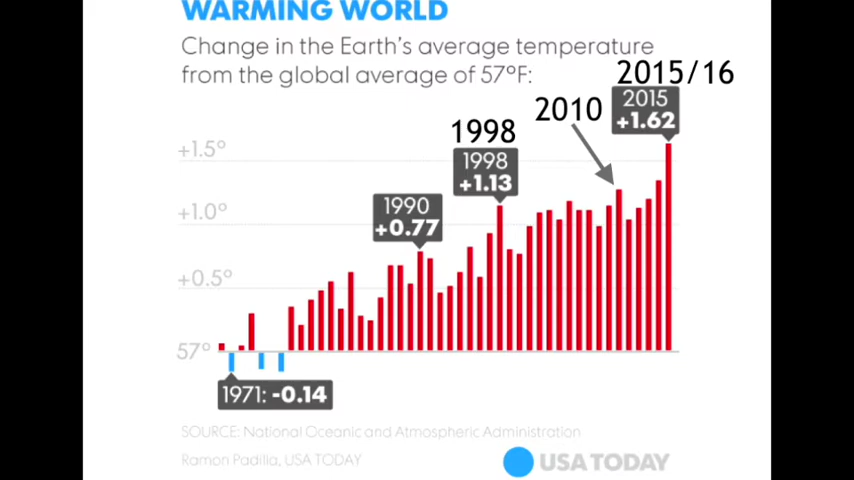 WARMING WORLD
Change in the Earth's average temperature
from the global average of 57°F:
2015/16
2010
2015
+1.62
1998
1998
+1.13
+1.5°
1990
+0.77
+1.0°
+0.5°
57°
1971: -0.14
SOURCE: National Oceanic and Atmospheric Administration
Ramon Padilla, USA TODAY
USA TODAY